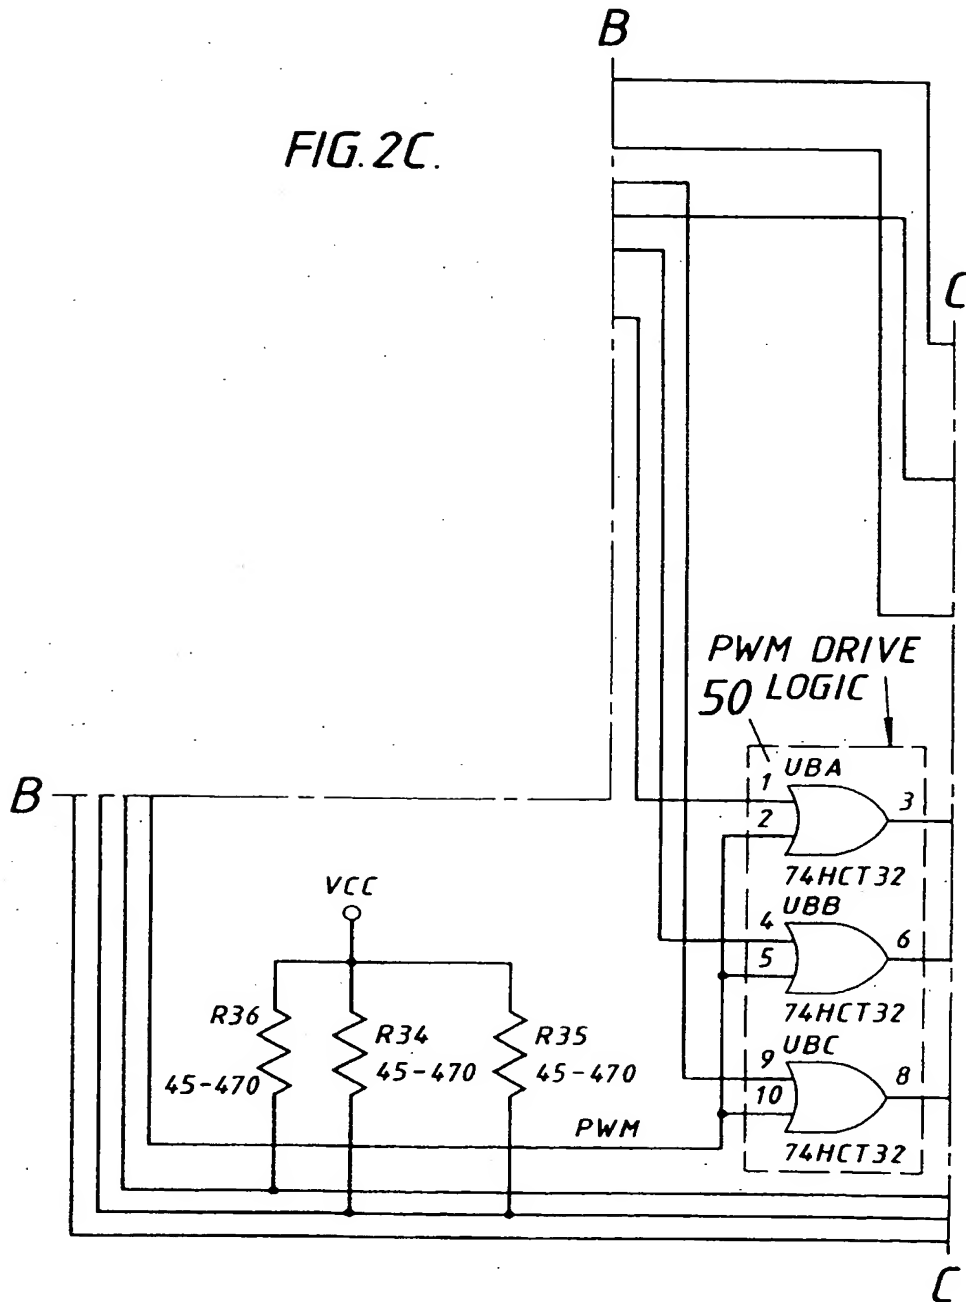 B
FIG.2C.
C
PWM DRIVE
50 LOGIC
1 UBA
2
3
74HCT32
B
UBB
4
5
6
74HCT32
VCC
R36
45-470
R34
45-470
R35
45-470
UBC
9
10
8
74HCT32
PWM
C